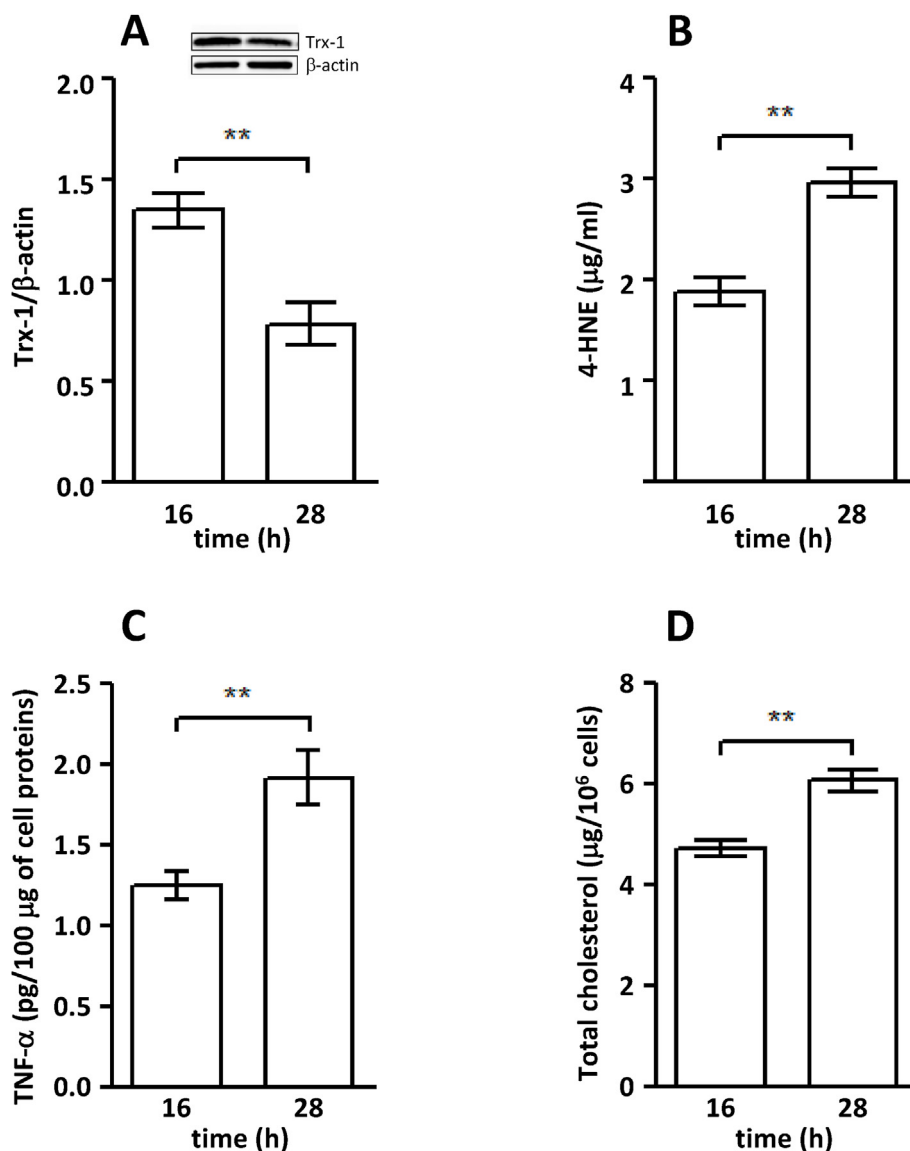 A
Trx-1
β-actin
Trx-1/β-actin
2.0
1.5
1.0
0.5
0.0
**
16 28
time (h)
B
4-HNE (μg/ml)
4
3
2
1
**
16 28
time (h)
C
TNF-α (pg/100 μg of cell proteins)
2.5
2.0
1.5
1.0
0.5
0.0
**
16 28
time (h)
D
Total cholesterol (μg/10⁶ cells)
8
6
4
2
0
**
16 28
time (h)